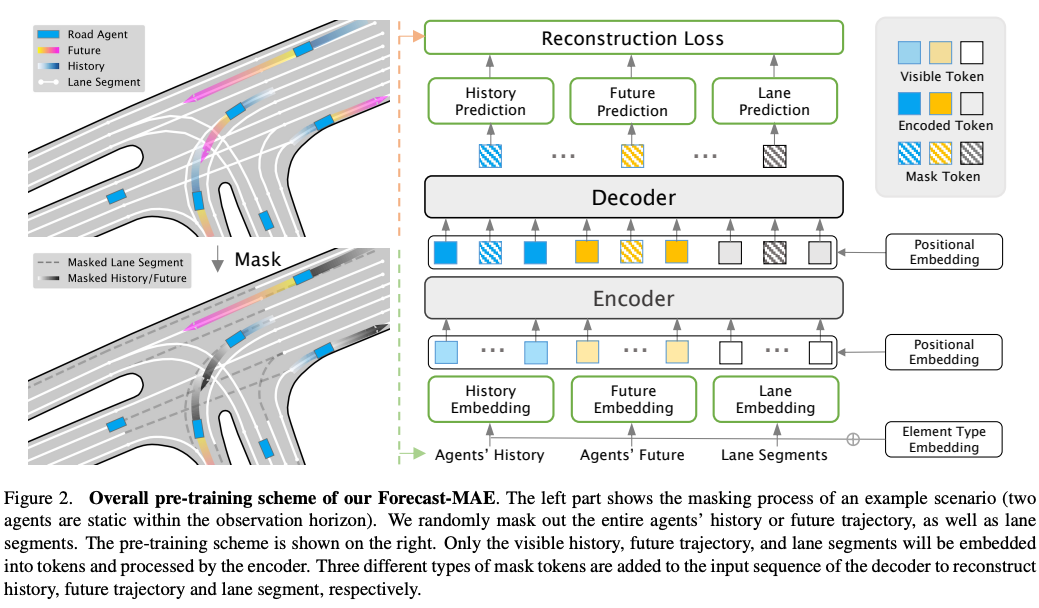 Road Agent
Future
History
Lane Segment
Mask
Masked Lane Segment
Masked History/Future
Reconstruction Loss
History
Prediction
Future
Prediction
Lane
Prediction
... ...
Decoder
Positional
Embedding
Encoder
... ... ...
Positional
Embedding
History
Embedding
Future
Embedding
Lane
Embedding
Element Type
Embedding
Agents' History
Agents' Future
Lane Segments
Visible Token
Encoded Token
Mask Token
Figure 2. Overall pre-training scheme of our Forecast-MAE. The left part shows the masking process of an example scenario (two
agents are static within the observation horizon). We randomly mask out the entire agents' history or future trajectory, as well as lane
segments. The pre-training scheme is shown on the right. Only the visible history, future trajectory, and lane segments will be embedded
into tokens and processed by the encoder. Three different types of mask tokens are added to the input sequence of the decoder to reconstruct
history, future trajectory and lane segment, respectively.